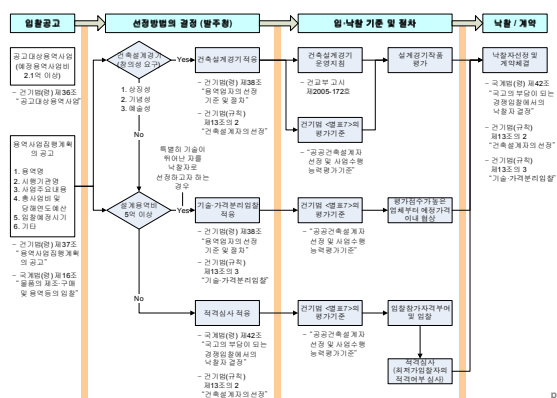 입찰공고
선정방법의 결정 (발주청)
입·낙찰 기준 및 절차
낙찰 / 계약
공고대상용역사업
(예정용역사업비
2.1억 이상)
– 건기법(령) 제36조
"공고대상용역사업"
용역사업집행계획
의 공고
1. 용역명
2. 시행기관명
3. 사업주요내용
4. 총사업비 및
당해연도예산
5. 입찰예정시기
6. 기타
– 건기법(령) 제37조
"용역사업집행계획
의 공고"
– 국계법(령) 제16조
"물품의 제조·구매
및 용역등의 입찰"
건축설계경기
(창의성 요구)
Yes
1. 상징성
2. 기념성
3. 예술성
No
특별히 기술이
뛰어난 자를
낙찰자로
선정하고자 하는
경우
설계용역비
5억 이상
Yes
No
건축설계경기 적용
– 건기법(령) 제38조
"용역업자의 선정
기준 및 절차"
– 건기법(규칙)
제13조의 2
"건축설계자의선정"
기술·가격분리입찰
적용
– 건기법(령) 제38조
"용역업자의 선정
기준 및 절차"
– 건기법(규칙)
제13조의 3
"기술·가격분리입찰"
적격심사 적용
– 국계법(령) 제42조
"국고의 부담이 되는
경쟁입찰에서의
낙찰자 결정"
– 건기법(규칙)
제13조의 2
"건축설계자의선정"
건축설계경기
운영지침
– 건교부 고시
제2005-172호
건기법 <별표7>의
평가기준
– "공공건축설계자
선정 및 사업수행
능력평가기준"
건기법 <별표7>의
평가기준
– "공공건축설계자
선정 및 사업수행
능력평가기준"
건기법 <별표7>의
평가기준
– "공공건축설계자
선정 및 사업수행
능력평가기준"
설계경기작품
평가
평가점수가높은
업체부터 예정가격
이내 협상
입찰참가자격부여
및 입찰
적격심사
(최저가입찰자의
적격여부 심사)
낙찰자선정 및
계약체결
– 국계법(령) 제42조
"국고의 부담이 되는
경쟁입찰에서의
낙찰자 결정"
– 건기법(규칙)
제13조의 2
"건축설계자의선정"
– 건기법(규칙)
제13조의 3
"기술·가격분리입찰"
D